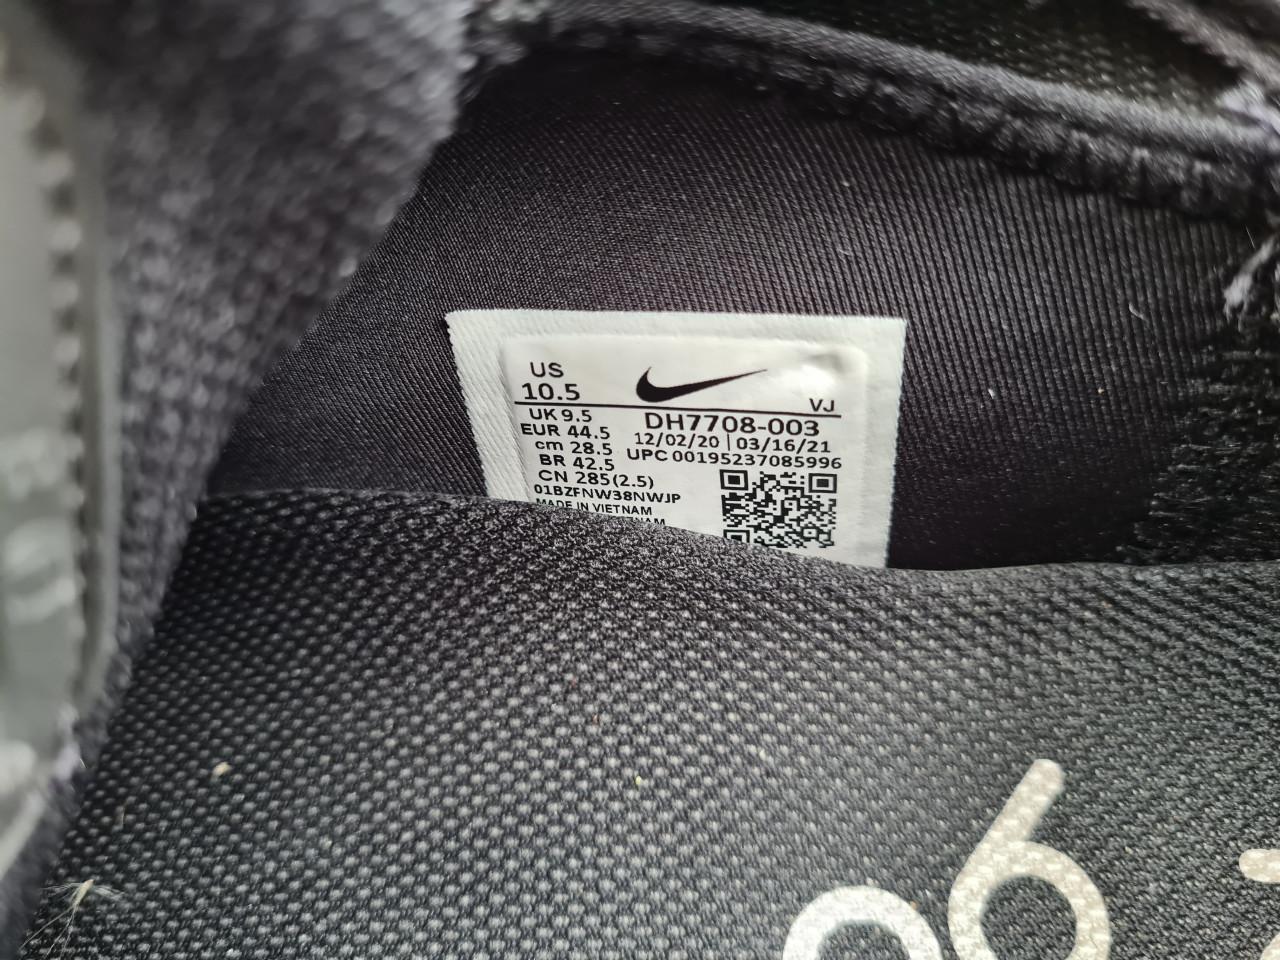 US
10.5
VJ
UK 9.5
DH7708-003
EUR 44.5
12/02/20 | 03/16/21
cm 28.5
UPC 00195237085996
BR 42.5
CN 285(2.5)
01BZFNW38NWJP
MADE IN VIETNAM
96